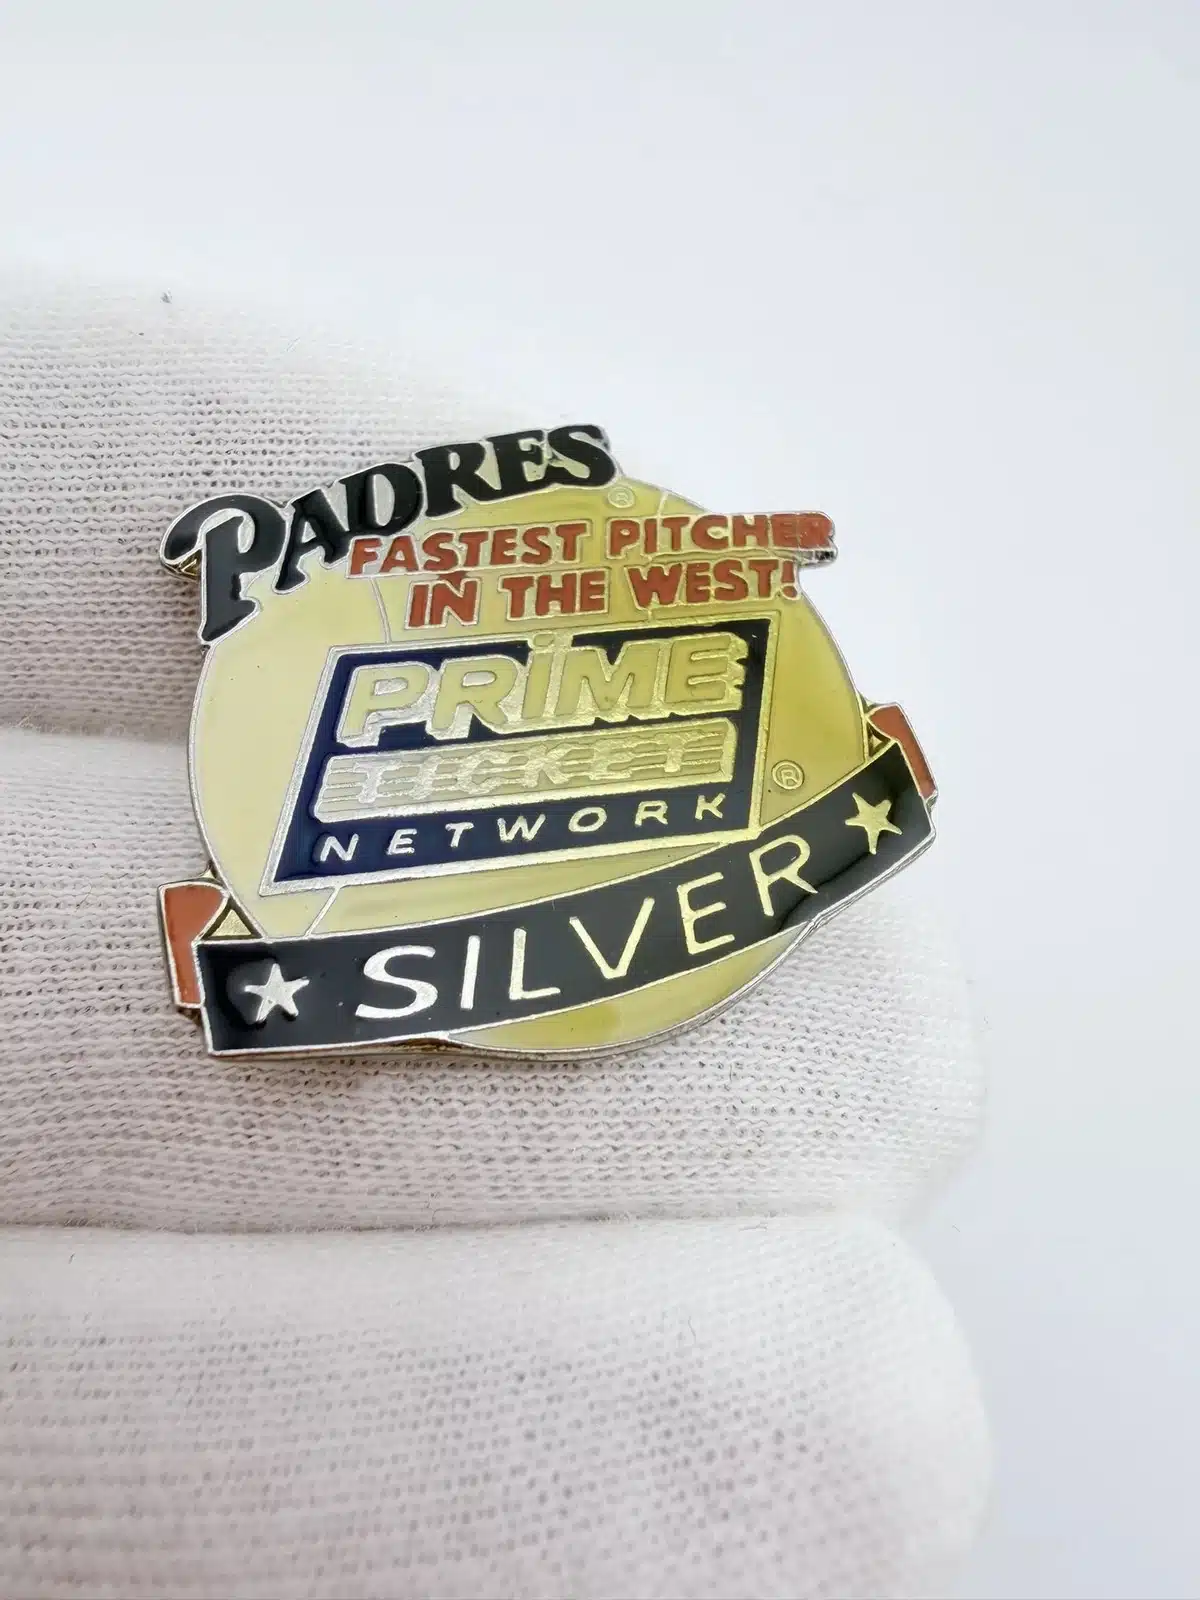 PADRES ®
FASTEST PITCHER
IN THE WEST!
PRiME
TICKET
NETWORK ®
★ SILVER ★